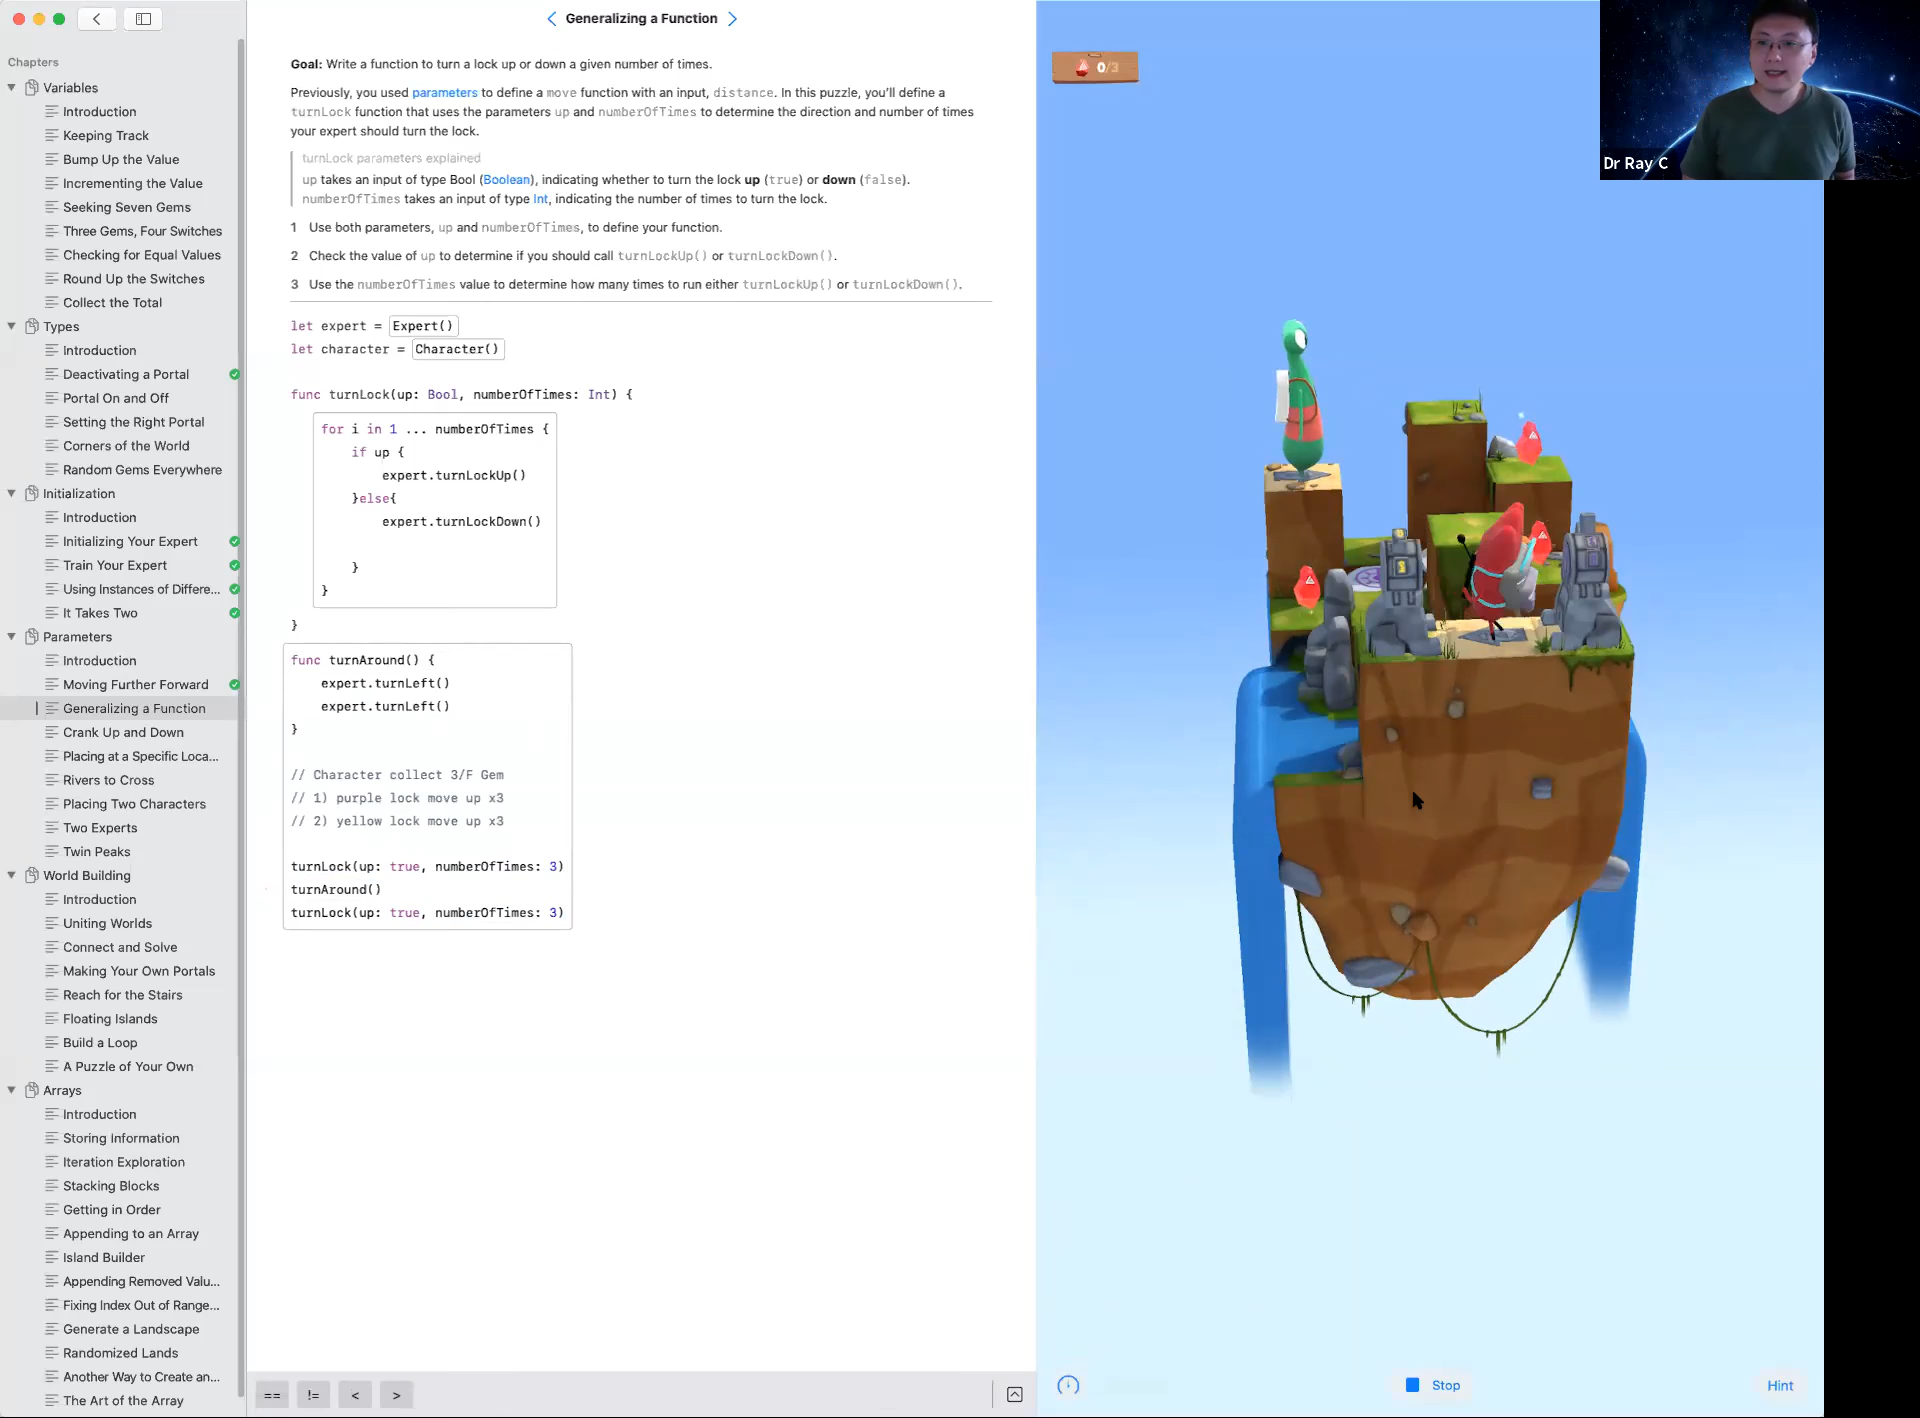 Chapters
Variables
Introduction
Keeping Track
Bump Up the Value
Incrementing the Value
Seeking Seven Gems
Three Gems, Four Switches
Checking for Equal Values
Round Up the Switches
Collect the Total
Types
Introduction
Deactivating a Portal
Portal On and Off
Setting the Right Portal
Corners of the World
Random Gems Everywhere
Initialization
Introduction
Initializing Your Expert
Train Your Expert
Using Instances of Differe...
It Takes Two
Parameters
Introduction
Moving Further Forward
Generalizing a Function
Crank Up and Down
Placing at a Specific Loca...
Rivers to Cross
Placing Two Characters
Two Experts
Twin Peaks
World Building
Introduction
Uniting Worlds
Connect and Solve
Making Your Own Portals
Reach for the Stairs
Floating Islands
Build a Loop
A Puzzle of Your Own
Arrays
Introduction
Storing Information
Iteration Exploration
Stacking Blocks
Getting in Order
Appending to an Array
Island Builder
Appending Removed Valu...
Fixing Index Out of Range...
Generate a Landscape
Randomized Lands
Another Way to Create an...
The Art of the Array
Generalizing a Function
Goal: Write a function to turn a lock up or down a given number of times.
Previously, you used parameters to define a move function with an input, distance. In this puzzle, you'll define a
turnLock function that uses the parameters up and numberOfTimes to determine the direction and number of times
your expert should turn the lock.
turnLock parameters explained
up takes an input of type Bool (Boolean), indicating whether to turn the lock up (true) or down (false).
numberOfTimes takes an input of type Int, indicating the number of times to turn the lock.
1 Use both parameters, up and numberOfTimes, to define your function.
2 Check the value of up to determine if you should call turnLockUp() or turnLockDown().
3 Use the numberOfTimes value to determine how many times to run either turnLockUp() or turnLockDown().
let expert = Expert()
let character = Character()
func turnLock(up: Bool, numberOfTimes: Int) {
for i in 1 ... numberOfTimes {
if up {
expert.turnLockUp()
}else{
expert.turnLockDown()
}
}
}
func turnAround() {
expert.turnLeft()
expert.turnLeft()
}
// Character collect 3/F Gem
// 1) purple lock move up x3
// 2) yellow lock move up x3
turnLock(up: true, numberOfTimes: 3)
turnAround()
turnLock(up: true, numberOfTimes: 3)
== != < >
0/3
Dr Ray C
Stop
Hint